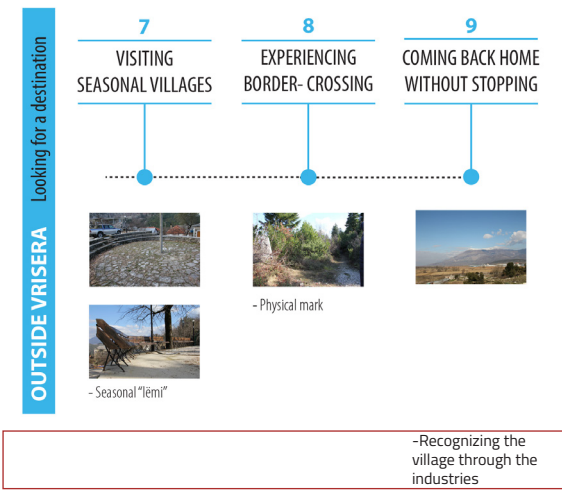 OUTSIDE VRISERA Looking for a destination
7
VISITING
SEASONAL VILLAGES
8
EXPERIENCING
BORDER- CROSSING
9
COMING BACK HOME
WITHOUT STOPPING
- Seasonal "lëmi"
- Physical mark
-Recognizing the
village through the
industries